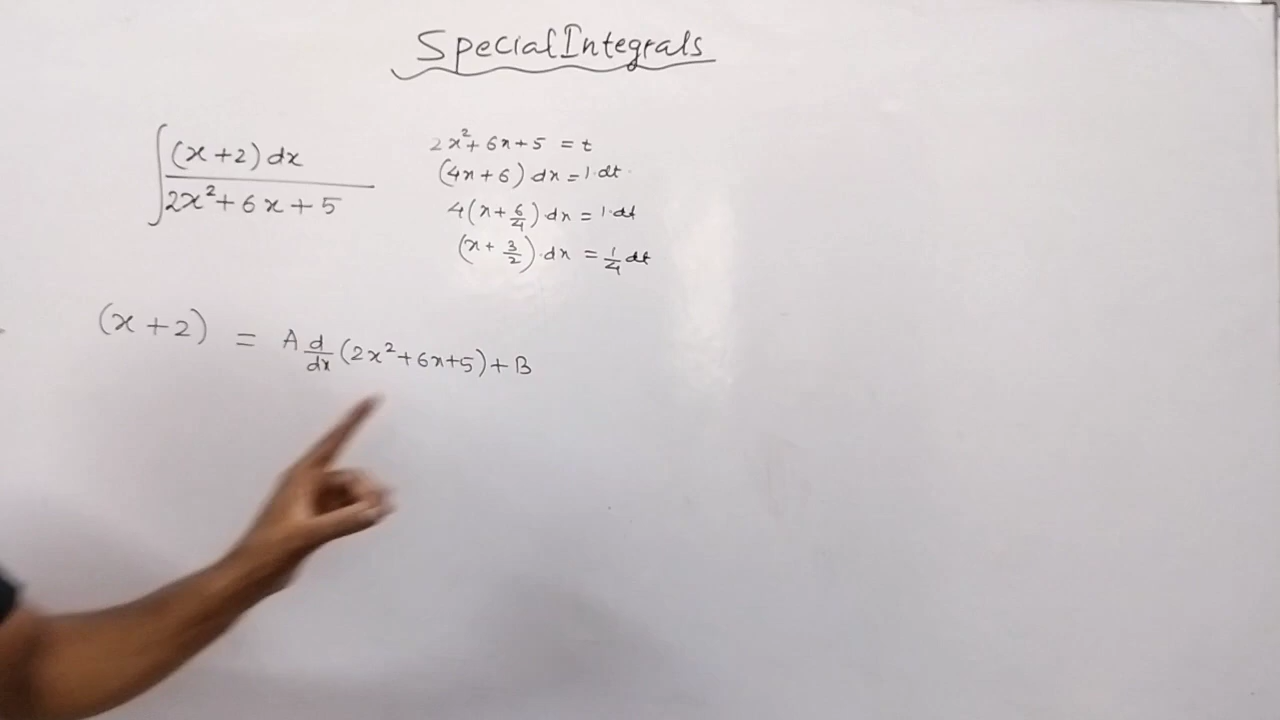 Special Integrals
∫ (x+2) dx / 2x²+6x+5
2x²+6x+5 = t
(4x+6) dx = 1·dt
4(x+6/4) dx = 1·dt
(x+3/2)·dx = 1/4 dt
(x+2) = A d/dx (2x²+6x+5)+B